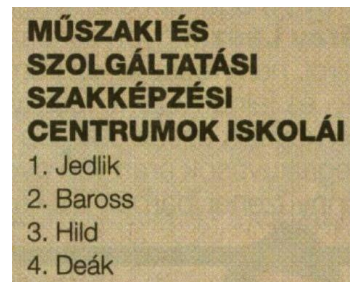 MŰSZAKI ÉS
SZOLGÁLTATÁSI
SZAKKÉPZÉSI
CENTRUMOK ISKOLÁI
1. Jedlik
2. Baross
3. Hild
4. Deák